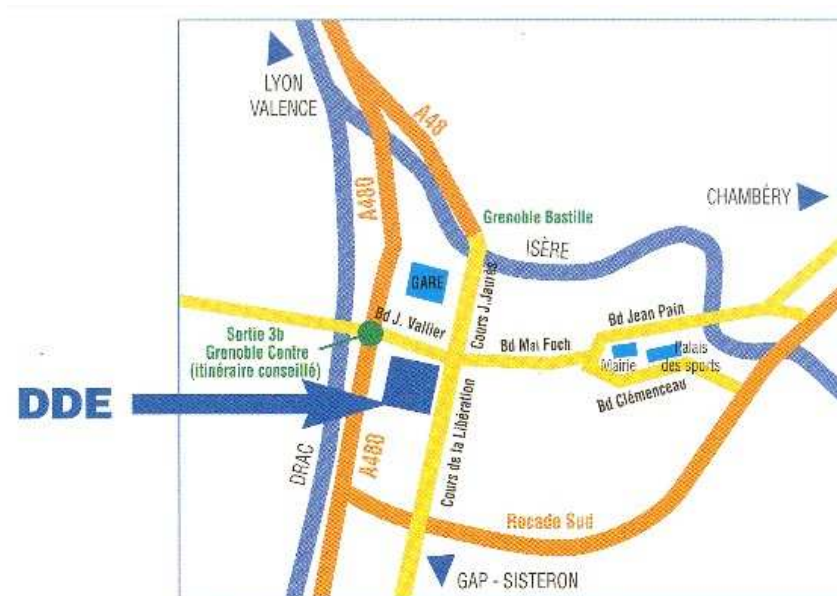 LYON
VALENCE
A48
A480
CHAMBÉRY
Grenoble Bastille
ISÈRE
GARE
Cours J. Jaurès
Bd J. Vallier
Bd Jean Pain
Sortie 3b
Grenoble Centre
(itinéraire conseillé)
Bd Mal Foch
Mairie
Palais
des sports
Bd Clémenceau
DDE
Cours de la Libération
A480
DRAC
Rocade Sud
GAP - SISTERON